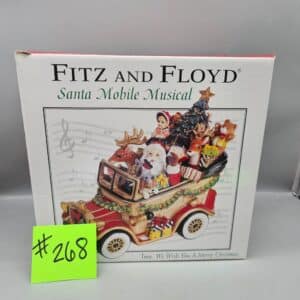 FITZ AND FLOYD®
Santa Mobile Musical
Tune: We Wish You A Merry Christmas
#268